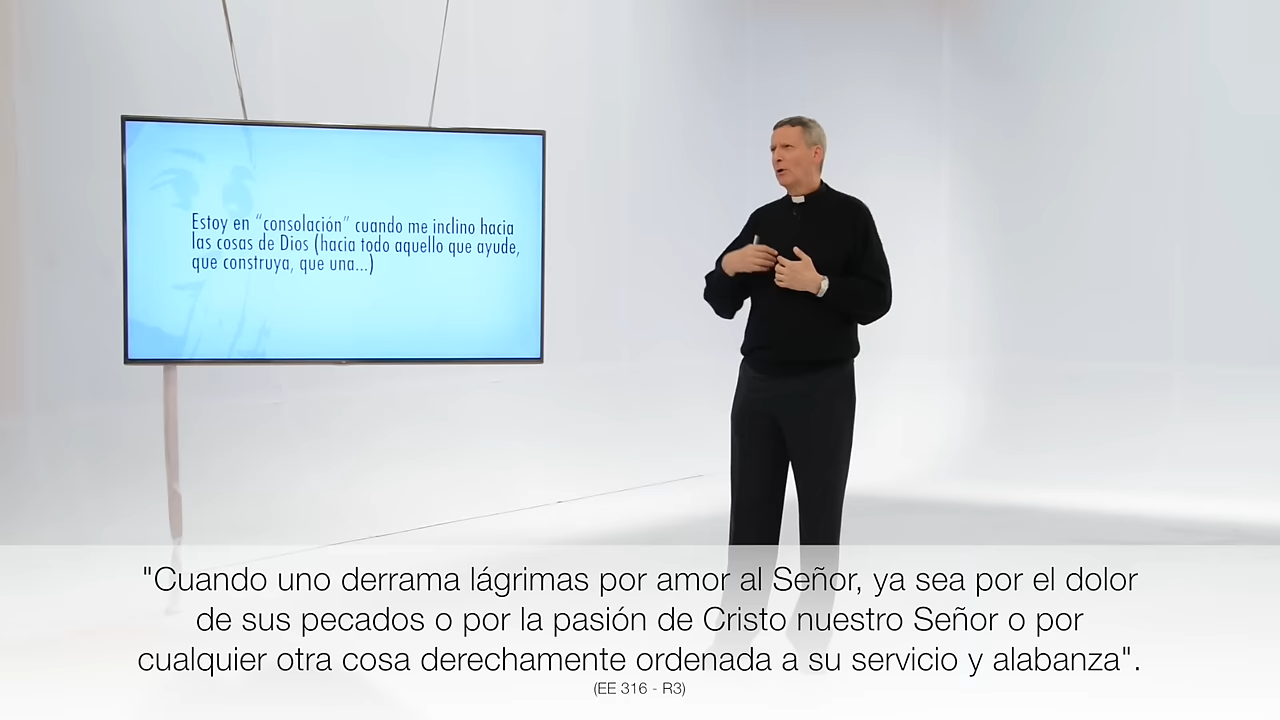 Estoy en “consolación” cuando me inclino hacia
las cosas de Dios (hacia todo aquello que ayude,
que construya, que una...)
"Cuando uno derrama lágrimas por amor al Señor, ya sea por el dolor
de sus pecados o por la pasión de Cristo nuestro Señor o por
cualquier otra cosa derechamente ordenada a su servicio y alabanza".
(EE 316 - R3)